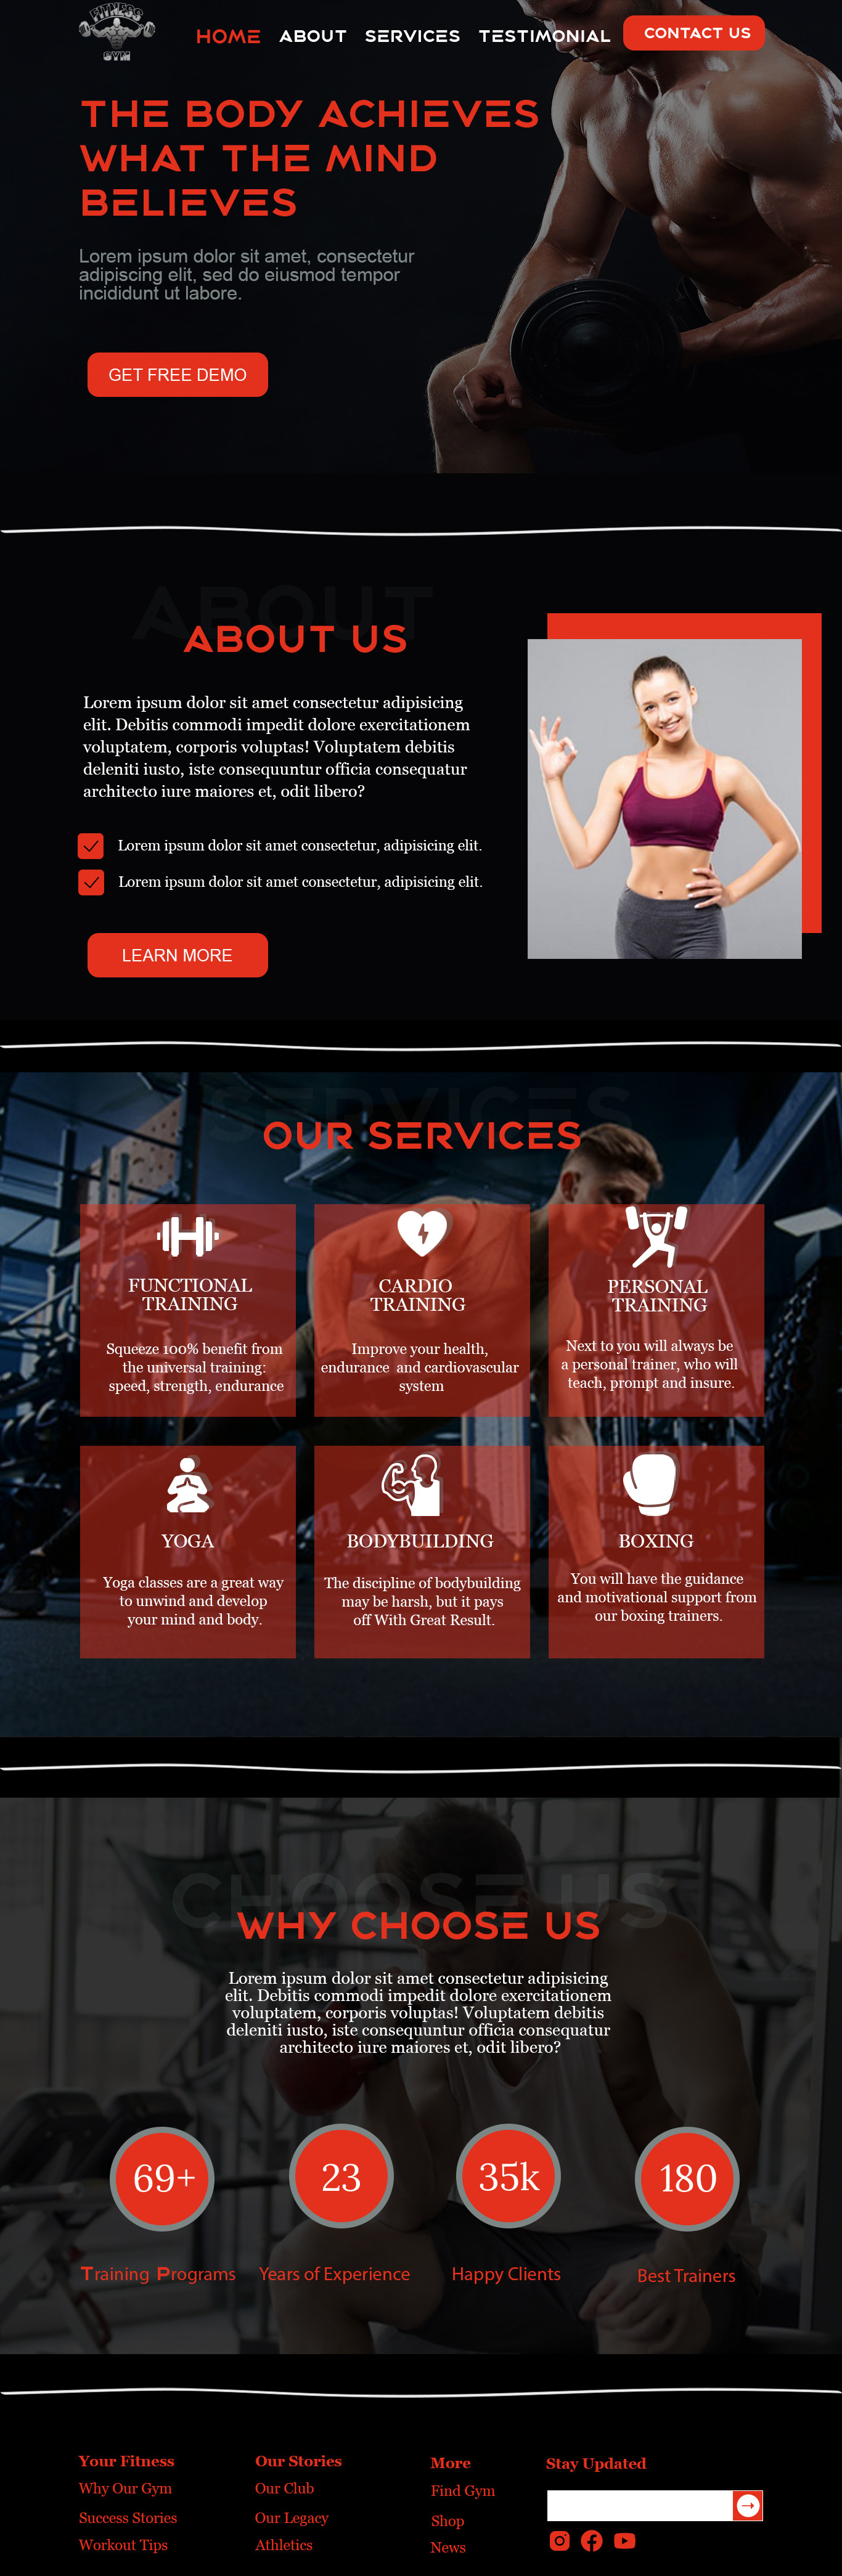 FITNESS
GYM
HOME ABOUT SERVICES TESTIMONIAL CONTACT US
THE BODY ACHIEVES
WHAT THE MIND
BELIEVES
Lorem ipsum dolor sit amet, consectetur
adipiscing elit, sed do eiusmod tempor
incididunt ut labore.
GET FREE DEMO
ABOUT
ABOUT US
Lorem ipsum dolor sit amet consectetur adipisicing
elit. Debitis commodi impedit dolore exercitationem
voluptatem, corporis voluptas! Voluptatem debitis
deleniti iusto, iste consequuntur officia consequatur
architecto iure maiores et, odit libero?
Lorem ipsum dolor sit amet consectetur, adipisicing elit.
Lorem ipsum dolor sit amet consectetur, adipisicing elit.
LEARN MORE
SERVICES
OUR SERVICES
FUNCTIONAL
TRAINING
Squeeze 100% benefit from
the universal training:
speed, strength, endurance
CARDIO
TRAINING
Improve your health,
endurance and cardiovascular
system
PERSONAL
TRAINING
Next to you will always be
a personal trainer, who will
teach, prompt and insure.
YOGA
Yoga classes are a great way
to unwind and develop
your mind and body.
BODYBUILDING
The discipline of bodybuilding
may be harsh, but it pays
off With Great Result.
BOXING
You will have the guidance
and motivational support from
our boxing trainers.
CHOOSE US
WHY CHOOSE US
Lorem ipsum dolor sit amet consectetur adipisicing
elit. Debitis commodi impedit dolore exercitationem
voluptatem, corporis voluptas! Voluptatem debitis
deleniti iusto, iste consequuntur officia consequatur
architecto iure maiores et, odit libero?
69+
Training Programs
23
Years of Experience
35k
Happy Clients
180
Best Trainers
Your Fitness
Why Our Gym
Success Stories
Workout Tips
Our Stories
Our Club
Our Legacy
Athletics
More
Find Gym
Shop
News
Stay Updated